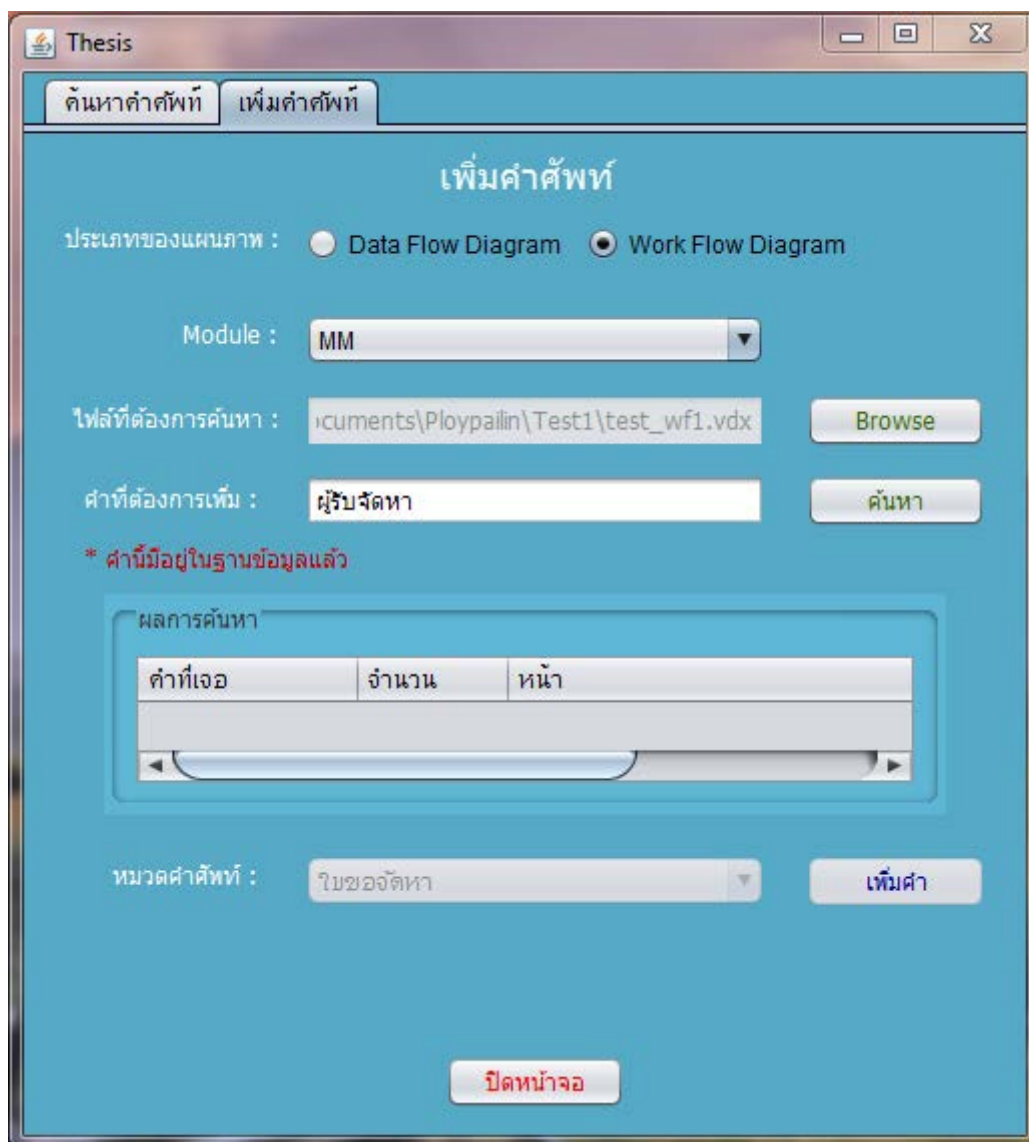 Thesis
ค้นหาคำศัพท์ เพิ่มคำศัพท์
เพิ่มคำศัพท์
ประเภทของแผนภาพ : Data Flow Diagram Work Flow Diagram
Module : MM
ไฟล์ที่ต้องการค้นหา : ocuments\Ploypailin\Test1\test_wf1.vdx Browse
คำที่ต้องการเพิ่ม : ผู้รับจัดหา ค้นหา
* คำนี้มีอยู่ในฐานข้อมูลแล้ว
ผลการค้นหา
คำที่เจอ จำนวน หน้า
หมวดคำศัพท์ : ใบขอจัดหา เพิ่มคำ
ปิดหน้าจอ